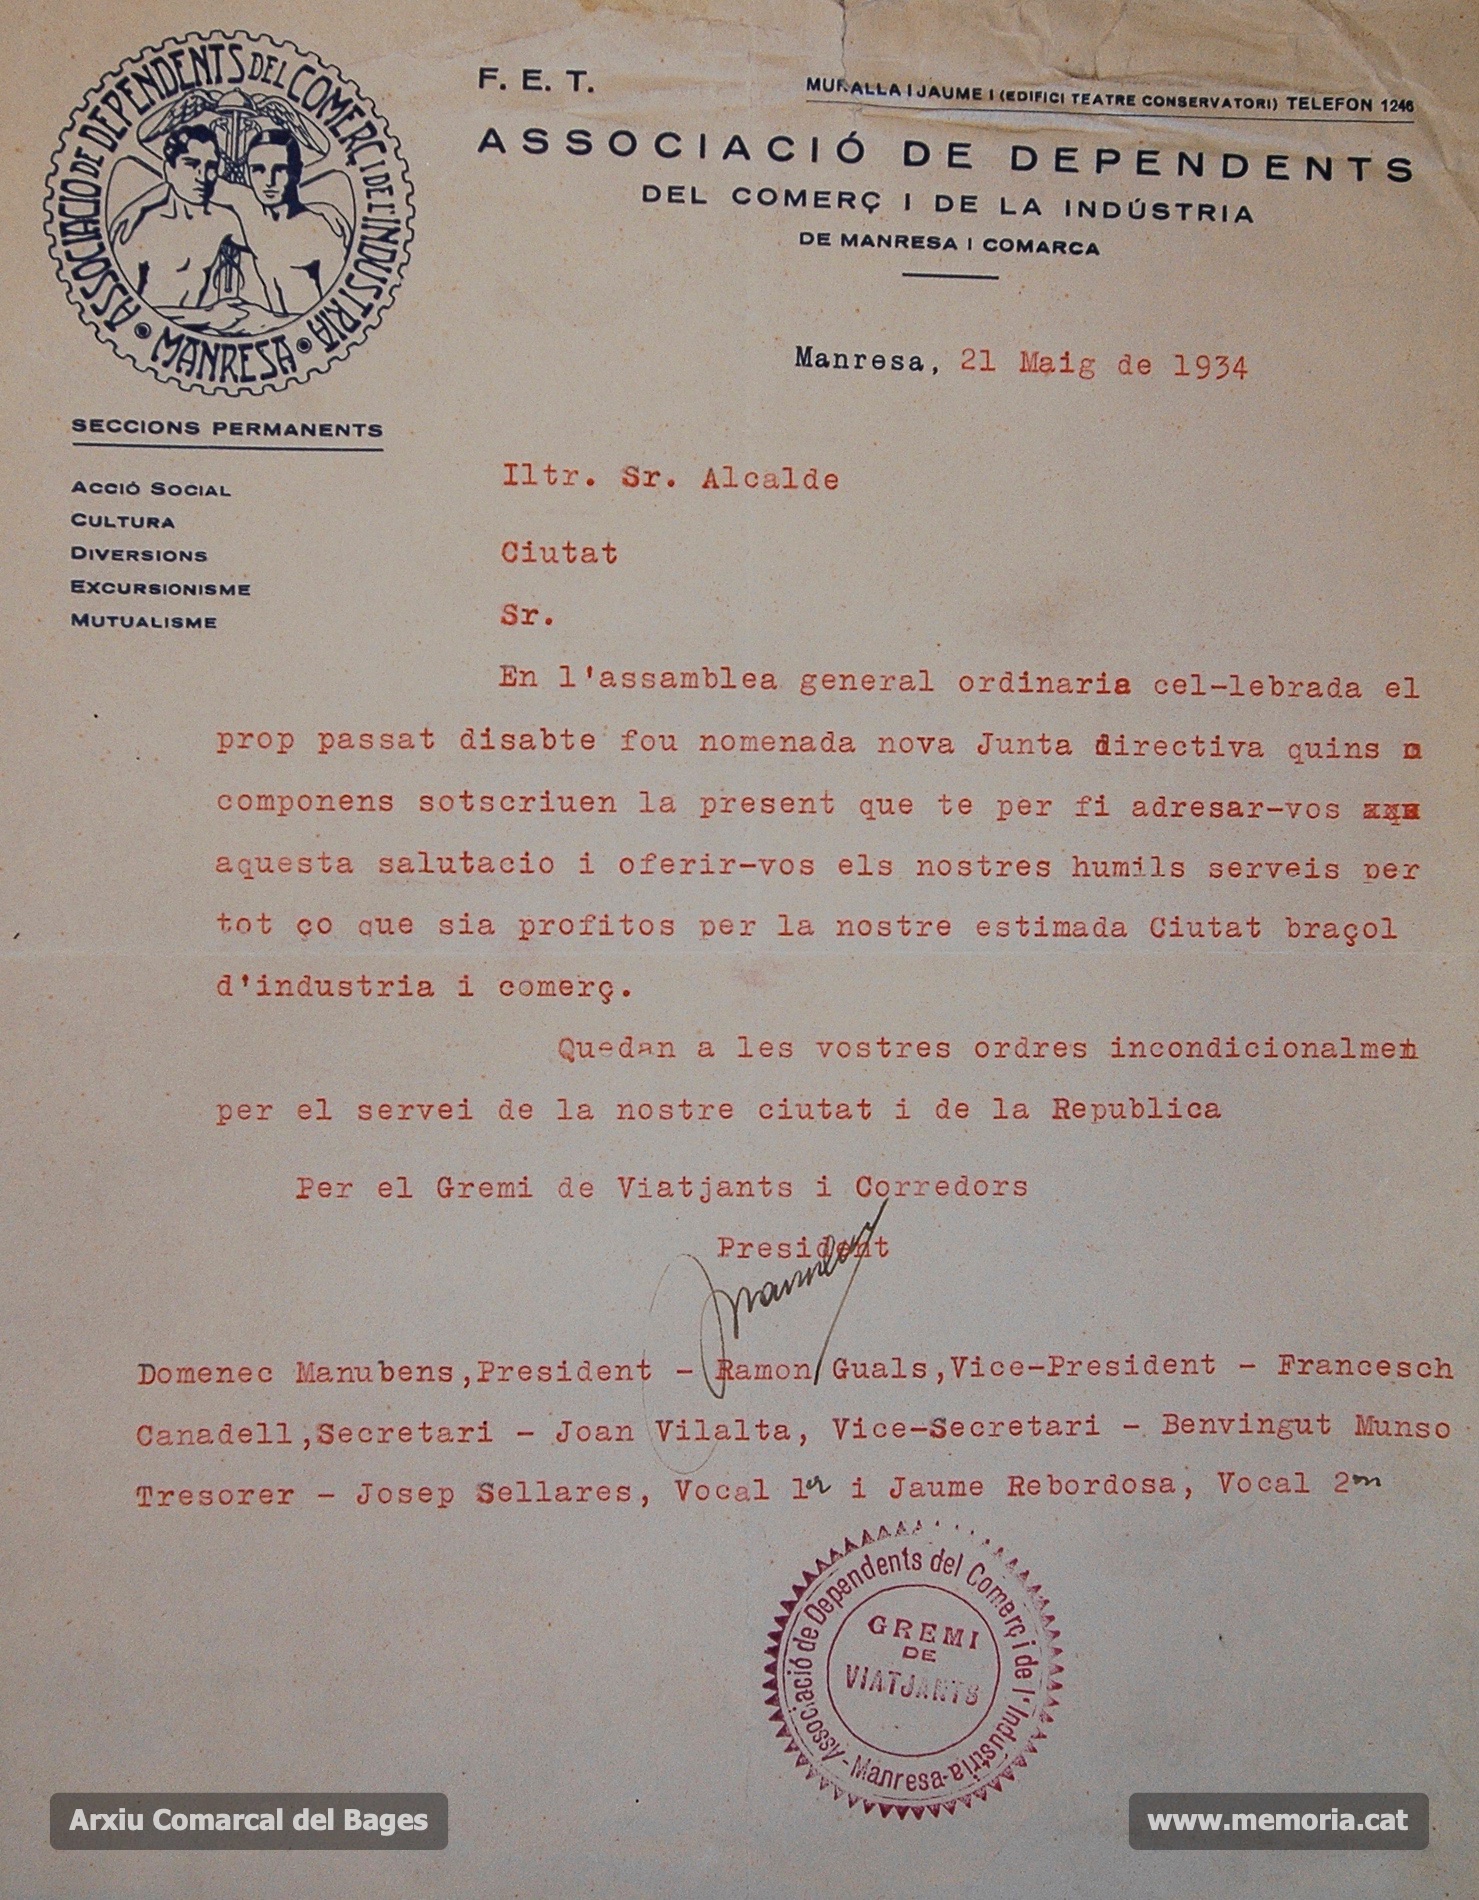 ASSOCIACIO DE DEPENDENTS DEL COMERÇ I DE L'INDUSTRIA
• MANRESA •
F. E. T.
MURALLA I JAUME I (EDIFICI TEATRE CONSERVATORI) TELEFON 1246
ASSOCIACIÓ DE DEPENDENTS
DEL COMERÇ I DE LA INDÚSTRIA
DE MANRESA I COMARCA
Manresa, 21 Maig de 1934
SECCIONS PERMANENTS
ACCIÓ SOCIAL
CULTURA
DIVERSIONS
EXCURSIONISME
MUTUALISME
Iltr. Sr. Alcalde
Ciutat
Sr.
En l'assamblea general ordinaria cel-lebrada el
prop passat disabte fou nomenada nova Junta directiva quins
componens sotscriuen la present que te per fi adresar-vos
aquesta salutacio i oferir-vos els nostres humils serveis per
tot ço que sia profitos per la nostre estimada Ciutat braçol
d'industria i comerç.
Quedan a les vostres ordres incondicionalmen
per el servei de la nostre ciutat i de la Republica
Per el Gremi de Viatjants i Corredors
President
Domenec Manubens,President - Ramon Guals,Vice-President - Francesch
Canadell,Secretari - Joan Vilalta, Vice-Secretari - Benvingut Munso
Tresorer - Josep Sellares, Vocal 1er i Jaume Rebordosa, Vocal 2on
Associació de Dependents del Comerç i de l'Industria - Manresa -
GREMI
DE
VIATJANTS
Arxiu Comarcal del Bages
www.memoria.cat